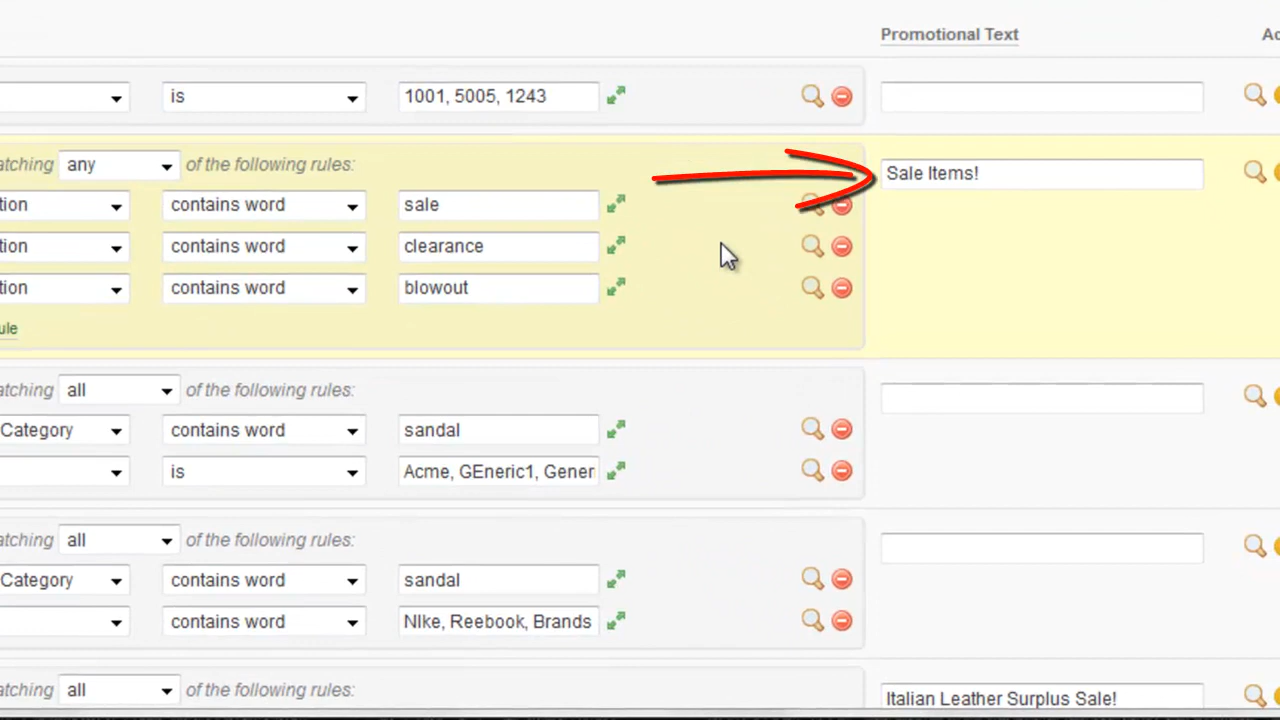 Promotional Text Ac
is 1001, 5005, 1243
atching any of the following rules: Sale Items!
tion contains word sale
tion contains word clearance
tion contains word blowout
ule
atching all of the following rules:
Category contains word sandal
is Acme, GEneric1, Gener
atching all of the following rules:
Category contains word sandal
contains word NIke, Reebook, Brands
atching all of the following rules: Italian Leather Surplus Sale!